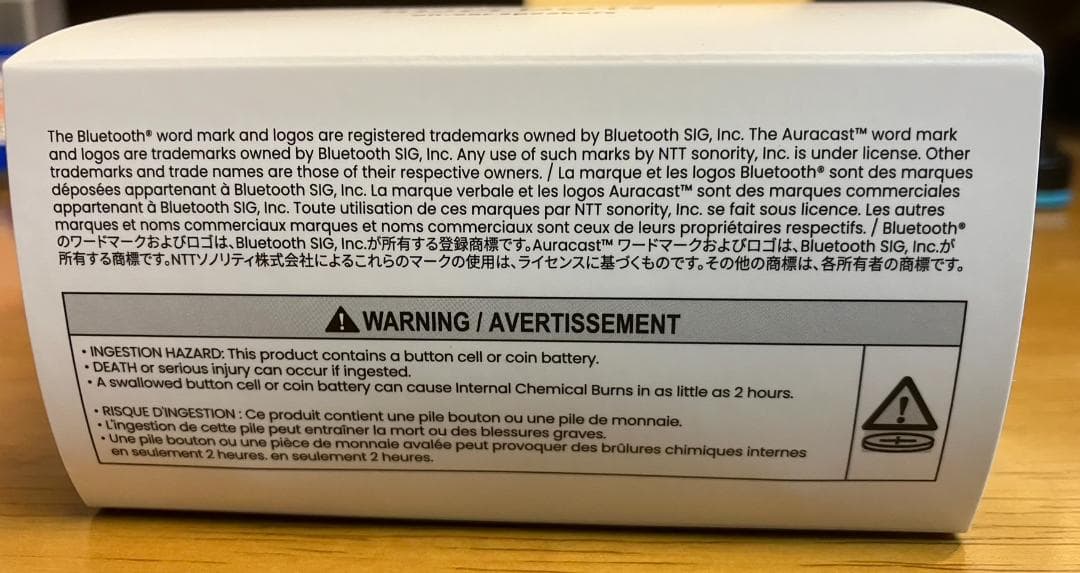 The Bluetooth® word mark and logos are registered trademarks owned by Bluetooth SIG, Inc. The Auracast™ word mark
and logos are trademarks owned by Bluetooth SIG, Inc. Any use of such marks by NTT sonority, Inc. is under license. Other
trademarks and trade names are those of their respective owners. / La marque et les logos Bluetooth® sont des marques
déposées appartenant à Bluetooth SIG, Inc. La marque verbale et les logos Auracast™ sont des marques commerciales
appartenant à Bluetooth SIG, Inc. Toute utilisation de ces marques par NTT sonority, Inc. se fait sous licence. Les autres
marques et noms commerciaux marques et noms commerciaux sont ceux de leurs propriétaires respectifs. / Bluetooth®
のワードマークおよびロゴは、Bluetooth SIG, Inc.が所有する登録商標です。Auracast™ ワードマークおよびロゴは、Bluetooth SIG, Inc.が
所有する商標です。NTTソノリティ株式会社によるこれらのマークの使用は、ライセンスに基づくものです。その他の商標は、各所有者の商標です。
WARNING / AVERTISSEMENT
• INGESTION HAZARD: This product contains a button cell or coin battery.
• DEATH or serious injury can occur if ingested.
• A swallowed button cell or coin battery can cause Internal Chemical Burns in as little as 2 hours.
• RISQUE D'INGESTION : Ce produit contient une pile bouton ou une pile de monnaie.
• L'ingestion de cette pile peut entraîner la mort ou des blessures graves.
• Une pile bouton ou une pièce de monnaie avalée peut provoquer des brûlures chimiques internes
en seulement 2 heures. en seulement 2 heures.